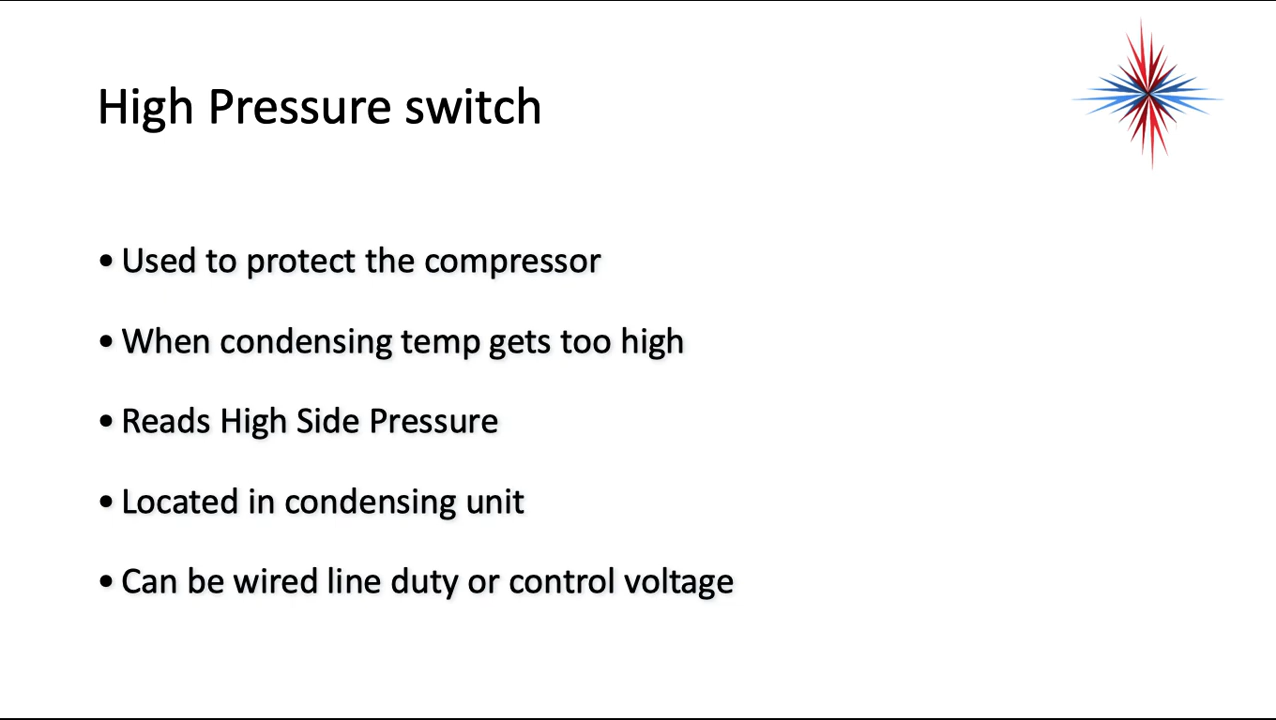 High Pressure switch
• Used to protect the compressor
• When condensing temp gets too high
• Reads High Side Pressure
• Located in condensing unit
• Can be wired line duty or control voltage